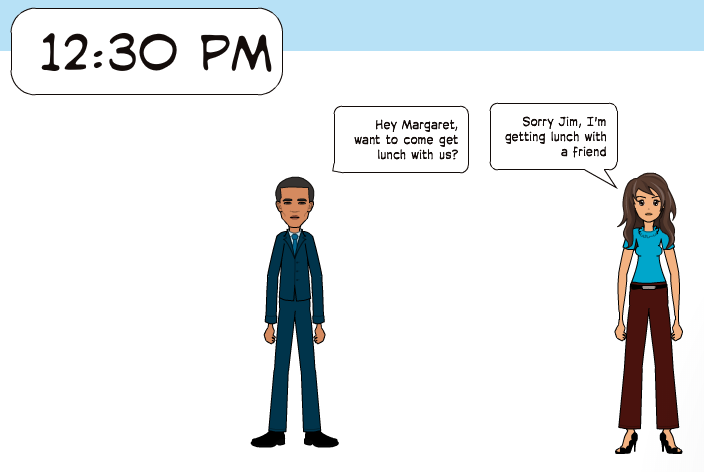 12:30 PM
Hey Margaret,
want to come get
lunch with us?
Sorry Jim, I'm
getting lunch with
a friend